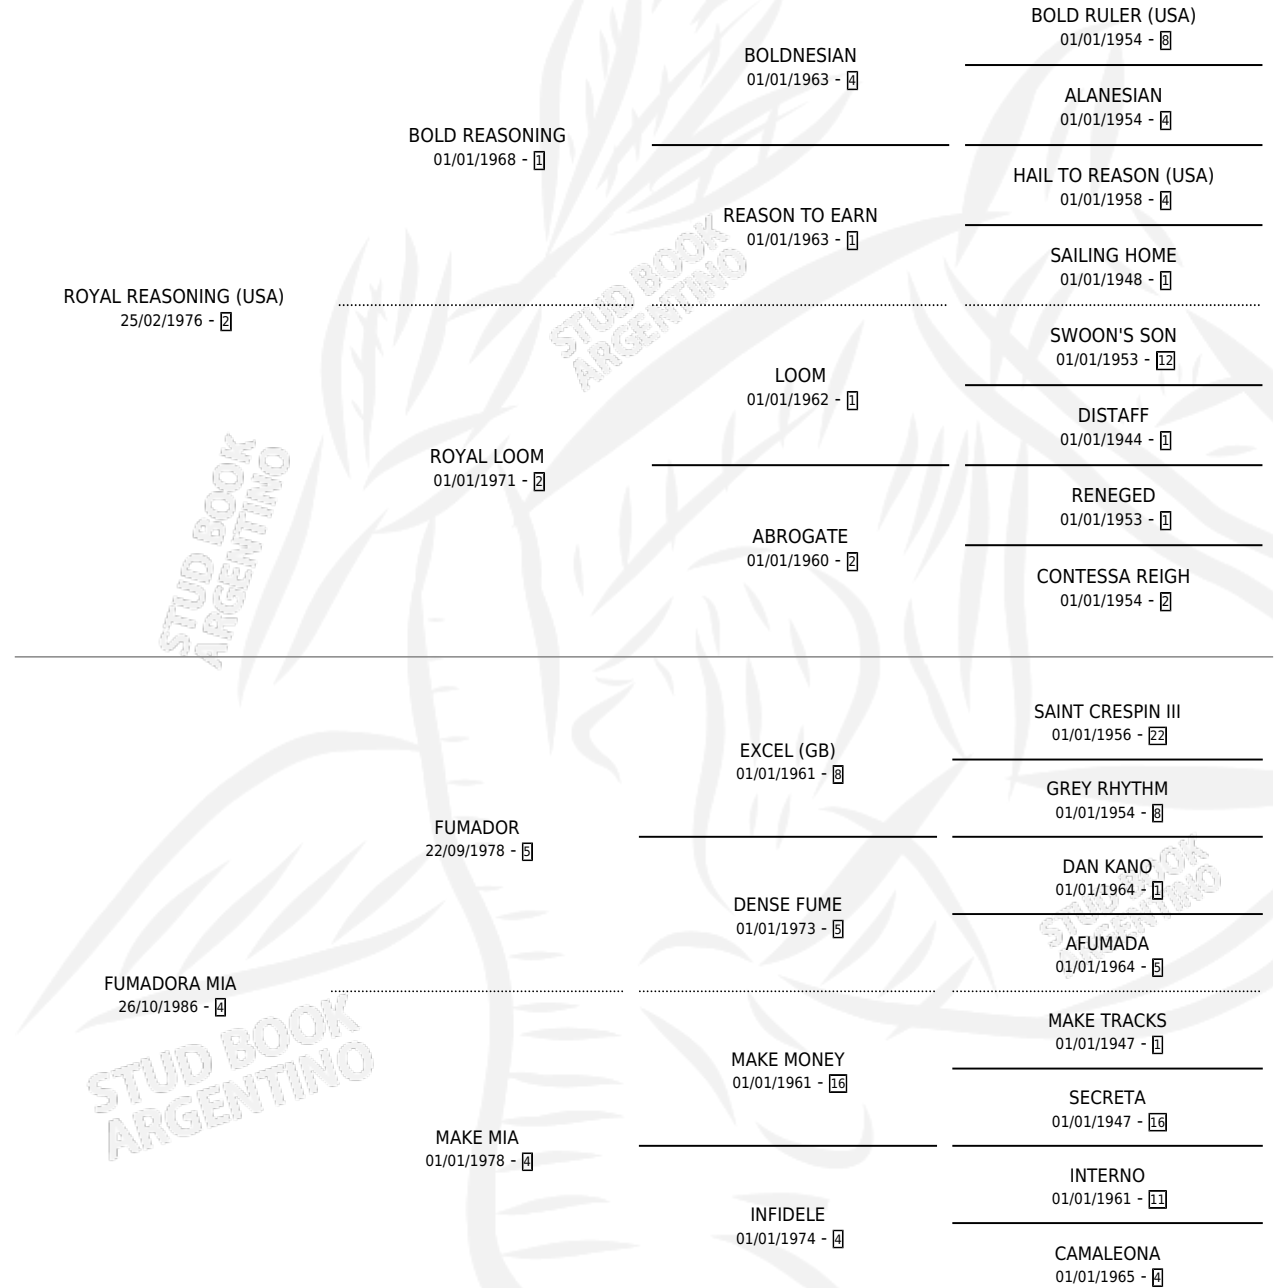 BOLD RULER (USA)
01/01/1954 - 8
BOLDNESIAN
01/01/1963 - 4
ALANESIAN
01/01/1954 - 4
BOLD REASONING
01/01/1968 - 1
HAIL TO REASON (USA)
01/01/1958 - 4
REASON TO EARN
01/01/1963 - 1
SAILING HOME
01/01/1948 - 1
ROYAL REASONING (USA)
25/02/1976 - 2
STUD BOOK
ARGENTINO
SWOON'S SON
01/01/1953 - 12
LOOM
01/01/1962 - 1
DISTAFF
01/01/1944 - 1
ROYAL LOOM
01/01/1971 - 2
RENEGED
01/01/1953 - 1
ABROGATE
01/01/1960 - 2
CONTESSA REIGH
01/01/1954 - 2
STUD BOOK
ARGENTINO
SAINT CRESPIN III
01/01/1956 - 22
EXCEL (GB)
01/01/1961 - 8
GREY RHYTHM
01/01/1954 - 8
FUMADOR
22/09/1978 - 5
DAN KANO
01/01/1964 - 1
DENSE FUME
01/01/1973 - 5
AFUMADA
01/01/1964 - 5
STUD BOOK
ARGENTINO
FUMADORA MIA
26/10/1986 - 4
MAKE TRACKS
01/01/1947 - 1
MAKE MONEY
01/01/1961 - 16
SECRETA
01/01/1947 - 16
STUD BOOK
ARGENTINO
MAKE MIA
01/01/1978 - 4
INTERNO
01/01/1961 - 11
INFIDELE
01/01/1974 - 4
CAMALEONA
01/01/1965 - 4